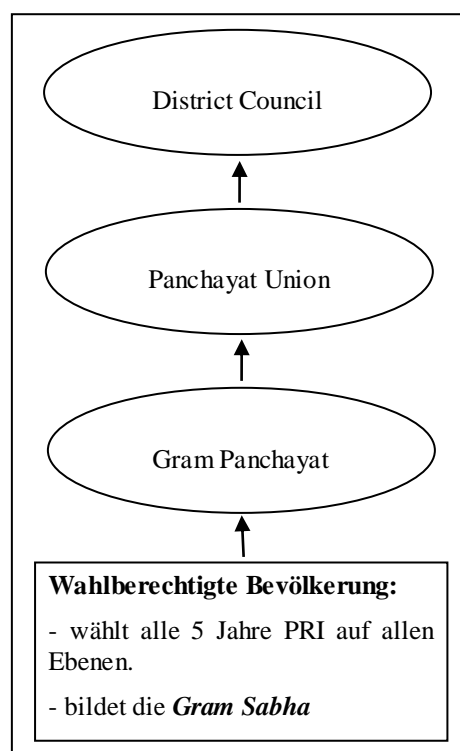 District Council
Panchayat Union
Gram Panchayat
Wahlberechtigte Bevölkerung:
- wählt alle 5 Jahre PRI auf allen
Ebenen.
- bildet die Gram Sabha